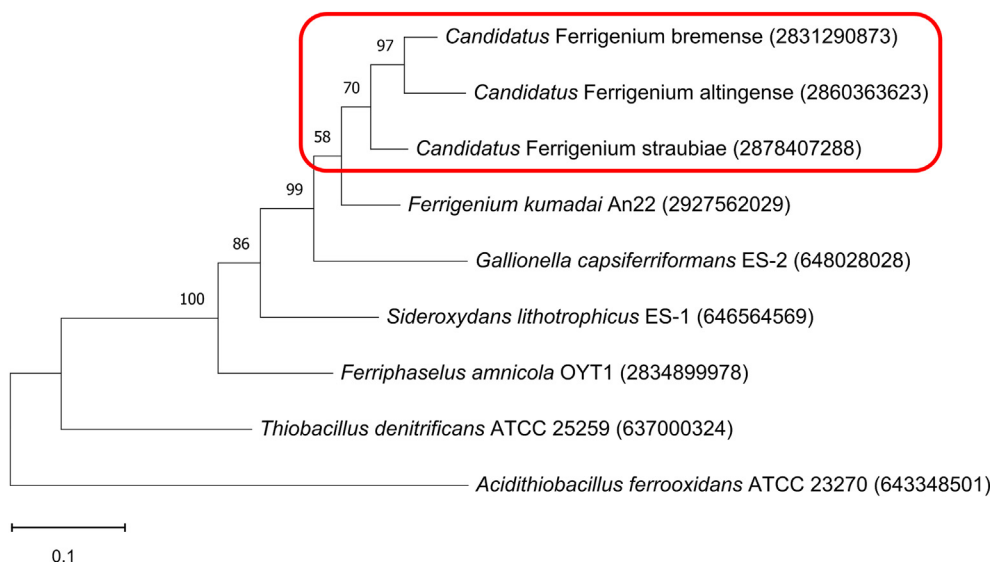 Candidatus Ferrigenium bremense (2831290873)
97
Candidatus Ferrigenium altingense (2860363623)
70
58
Candidatus Ferrigenium straubiae (2878407288)
99
Ferrigenium kumadai An22 (2927562029)
86
Gallionella capsiferriformans ES-2 (648028028)
100
Sideroxydans lithotrophicus ES-1 (646564569)
Ferriphaselus amnicola OYT1 (2834899978)
Thiobacillus denitrificans ATCC 25259 (637000324)
Acidithiobacillus ferrooxidans ATCC 23270 (643348501)
0.1